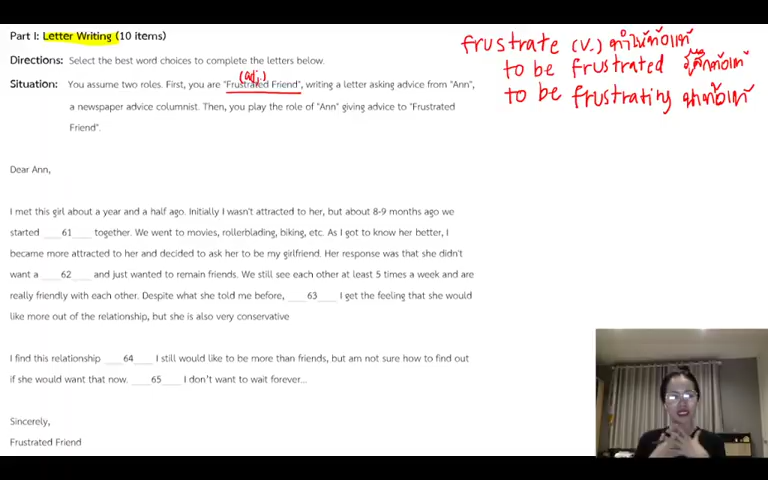 Part I: Letter Writing (10 items)
Directions: Select the best word choices to complete the letters below.
(adj.)
Situation: You assume two roles. First, you are "Frustrated Friend", writing a letter asking advice from "Ann",
a newspaper advice columnist. Then, you play the role of "Ann" giving advice to "Frustrated
Friend".
frustrate (v.) ทำให้ท้อแท้
to be frustrated รู้สึกท้อแท้
to be frustrating น่าท้อแท้
Dear Ann,
I met this girl about a year and a half ago. Initially I wasn't attracted to her, but about 8-9 months ago we
started ___61___ together. We went to movies, rollerblading, biking, etc. As I got to know her better, I
became more attracted to her and decided to ask her to be my girlfriend. Her response was that she didn't
want a ___62___ and just wanted to remain friends. We still see each other at least 5 times a week and are
really friendly with each other. Despite what she told me before, ___63___ I get the feeling that she would
like more out of the relationship, but she is also very conservative
I find this relationship ___64___ I still would like to be more than friends, but am not sure how to find out
if she would want that now. ___65___ I don't want to wait forever...
Sincerely,
Frustrated Friend